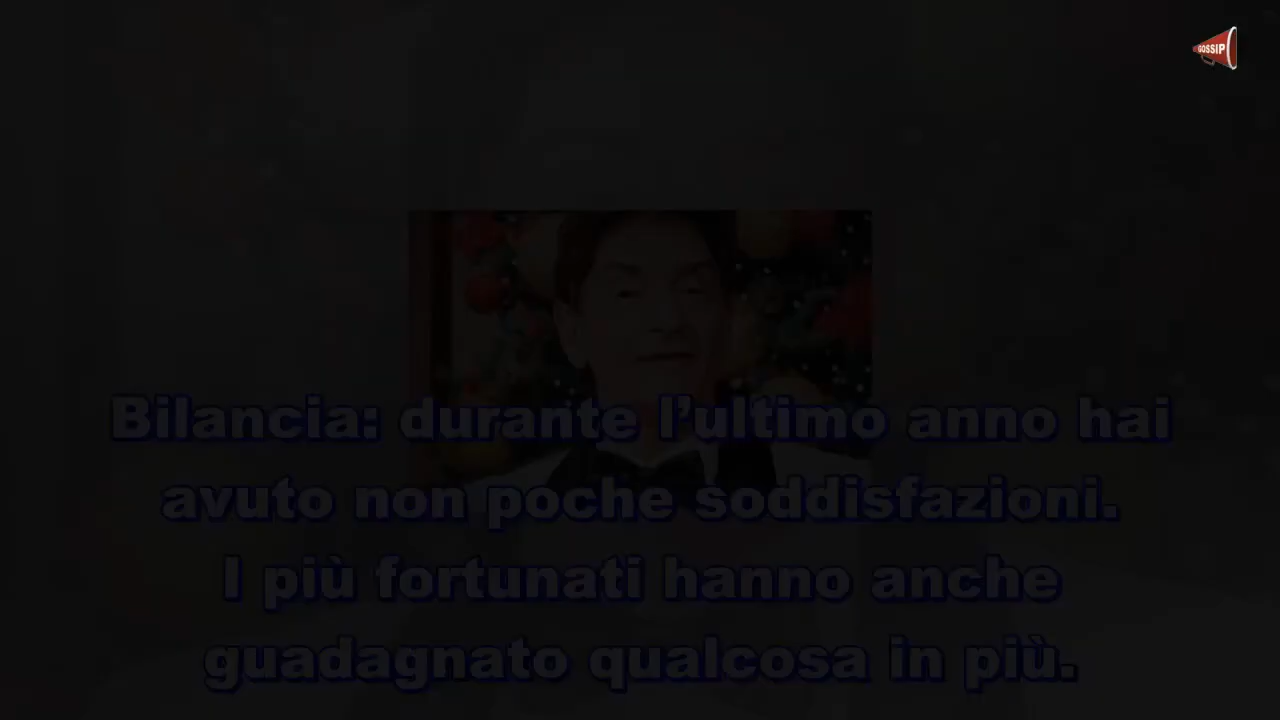 GOSSIP
Bilancia: durante l’ultimo anno hai
avuto non poche soddisfazioni.
I più fortunati hanno anche
guadagnato qualcosa in più.